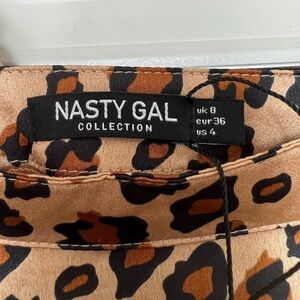 NASTY GAL
COLLECTION
uk 8
eur 36
us 4